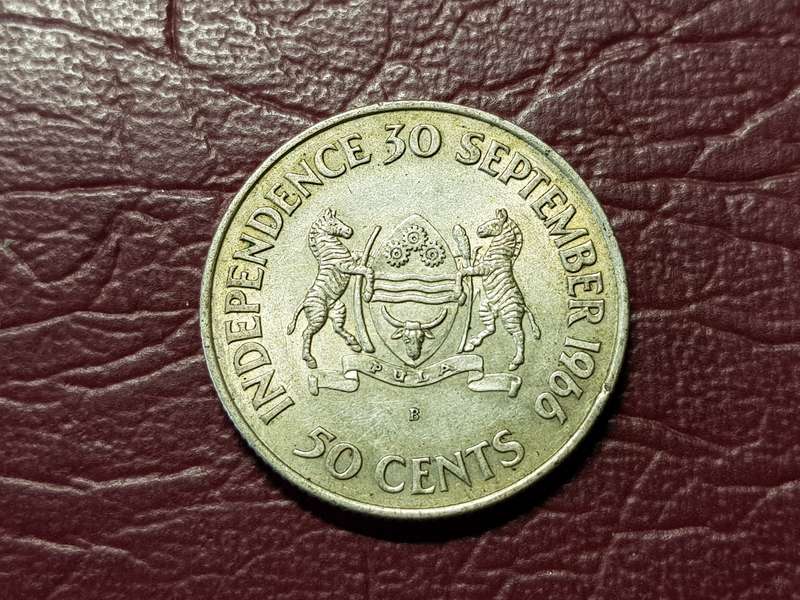 INDEPENDENCE 30 SEPTEMBER 1966
PULA
B
50 CENTS